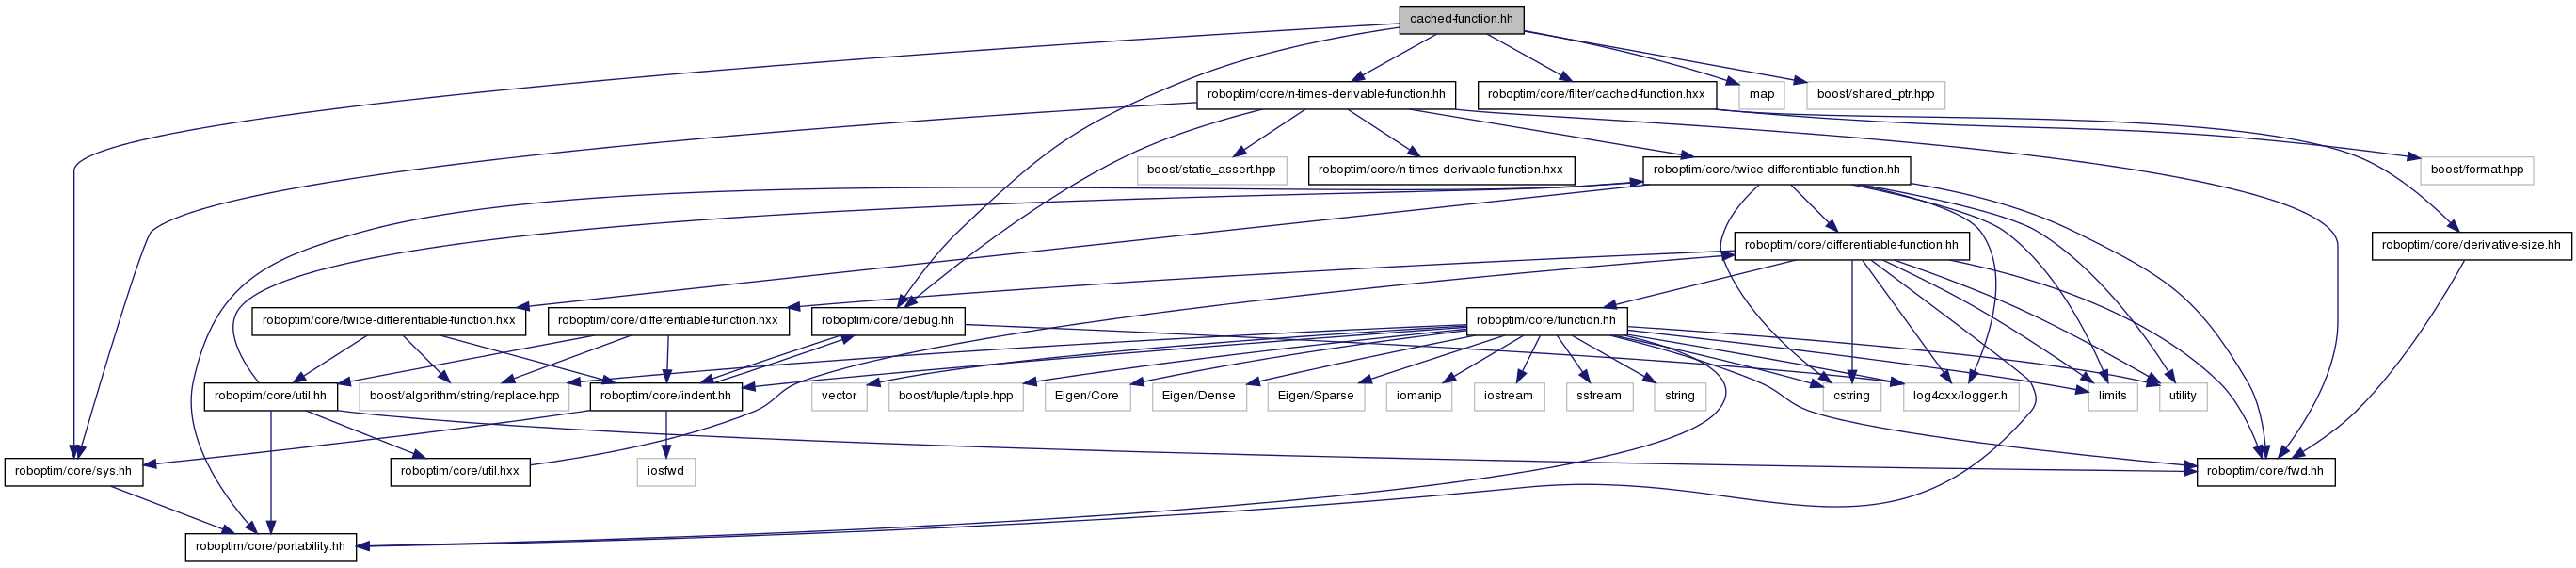 cached-function.hh
roboptim/core/n-times-derivable-function.hh
roboptim/core/filter/cached-function.hxx
map
boost/shared_ptr.hpp
boost/static_assert.hpp
roboptim/core/n-times-derivable-function.hxx
roboptim/core/twice-differentiable-function.hh
boost/format.hpp
roboptim/core/differentiable-function.hh
roboptim/core/derivative-size.hh
roboptim/core/twice-differentiable-function.hxx
roboptim/core/differentiable-function.hxx
roboptim/core/debug.hh
roboptim/core/function.hh
roboptim/core/util.hh
boost/algorithm/string/replace.hpp
roboptim/core/indent.hh
vector
boost/tuple/tuple.hpp
Eigen/Core
Eigen/Dense
Eigen/Sparse
iomanip
iostream
sstream
string
cstring
log4cxx/logger.h
limits
utility
roboptim/core/sys.hh
roboptim/core/util.hxx
iosfwd
roboptim/core/fwd.hh
roboptim/core/portability.hh